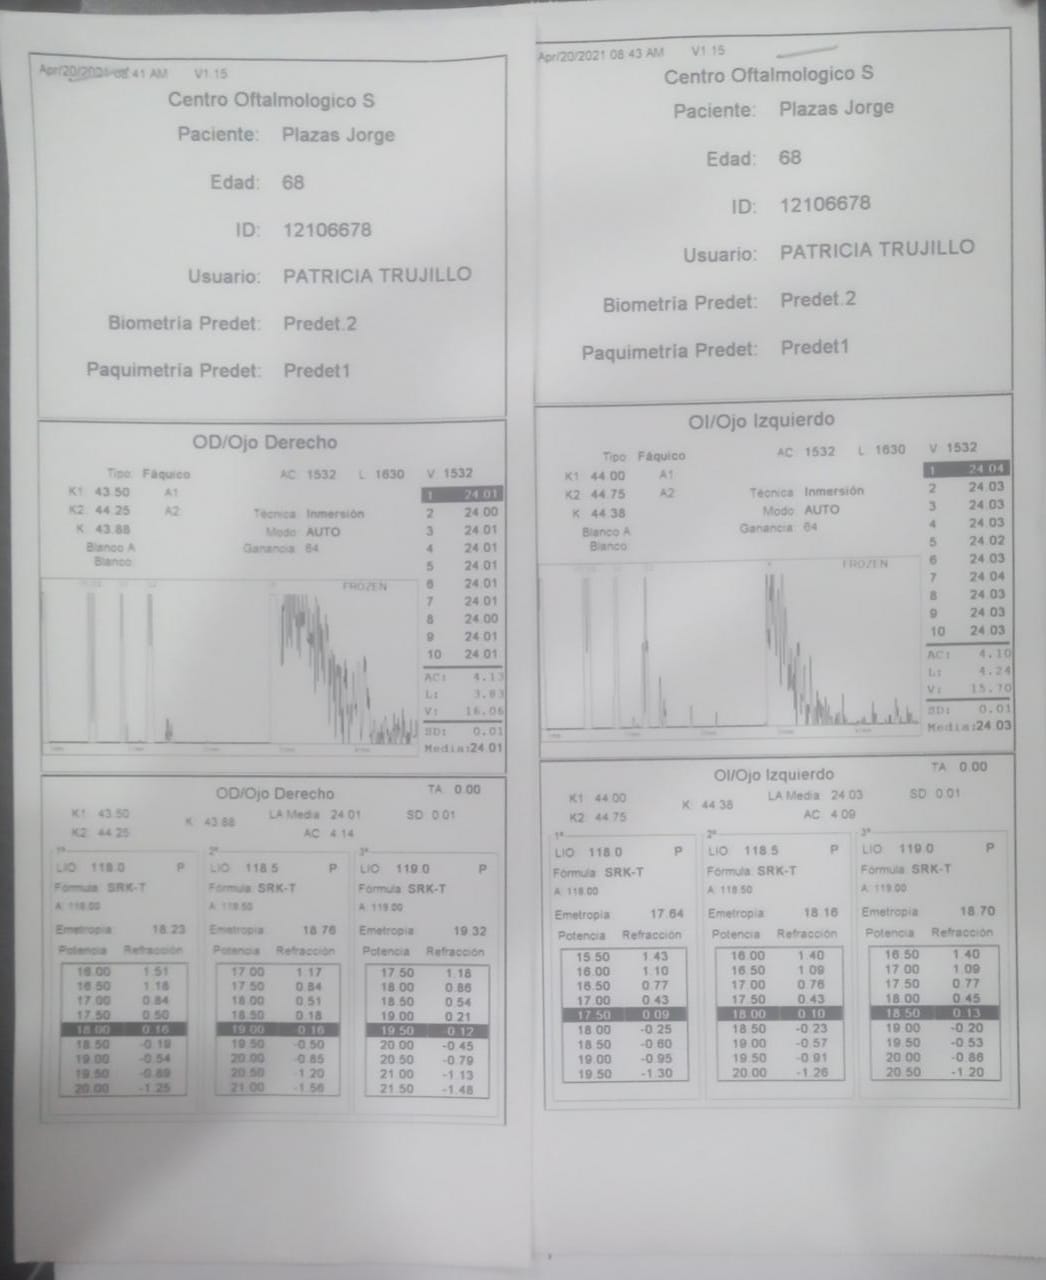 Apr/20/2021 08 41 AM V1.15
Centro Oftalmologico S
Paciente: Plazas Jorge
Edad: 68
ID: 12106678
Usuario: PATRICIA TRUJILLO
Biometria Predet: Predet.2
Paquimetria Predet: Predet1
OD/Ojo Derecho
Tipo: Fáquico AC 1532 L 1630 V 1532
K1 43.50 A1
K2 44.25 A2
K 43.88
Blanco A
Blanco
Técnica Inmersión
Modo AUTO
Ganancia 64
1 24.01
2 24.00
3 24.01
4 24.01
5 24.01
6 24.01
7 24.01
8 24.00
9 24.01
10 24.01
FROZEN
AC: 4.13
L: 3.83
V: 16.06
SD: 0.01
Media:24.01
OD/Ojo Derecho TA 0.00
K1 43.50
K2 44.25
K 43.88
LA Media 24.01 SD 0.01
AC 4.14
1ª
LIO 118.0 P
Fórmula SRK-T
A: 118.00
Emetropia 18.23
Potencia Refracción
16.00 1.51
16.50 1.18
17.00 0.84
17.50 0.50
18.00 0.16
18.50 -0.19
19.00 -0.54
19.50 -0.89
20.00 -1.25
2ª
LIO 118.5 P
Fórmula SRK-T
A 118.50
Emetropia 18.76
Potencia Refracción
17.00 1.17
17.50 0.84
18.00 0.51
18.50 0.18
19.00
19.50 -0.50
20.00 -0.85
20.50 -1.20
21.00 -1.56
3ª
LIO 119.0 P
Fórmula SRK-T
A 119.00
Emetropia 19.32
Potencia Refracción
17.50 1.18
18.00 0.86
18.50 0.54
19.00 0.21
19.50 -0.12
20.00 -0.45
20.50 -0.79
21.00 -1.13
21.50 -1.48
Apr/20/2021 08 43 AM V1 15
Centro Oftalmologico S
Paciente: Plazas Jorge
Edad: 68
ID: 12106678
Usuario: PATRICIA TRUJILLO
Biometria Predet: Predet.2
Paquimetria Predet: Predet1
OI/Ojo Izquierdo
Tipo Fáquico AC 1532 L 1630 V 1532
K1 44 00 A1
K2 44.75 A2
K 44.38
Blanco A
Blanco
Técnica Inmersión
Modo AUTO
Ganancia 64
1 24 04
2 24.03
3 24.03
4 24.03
5 24.02
6 24.03
7 24 04
8 24.03
9 24.03
10 24.03
FROZEN
AC: 4.10
L: 4.24
V: 15.70
SD: 0.01
Media:24.03
OI/Ojo Izquierdo TA 0.00
K1 44.00
K2 44.75
K 44 38
LA Media 24.03 SD 0.01
AC 4 09
1ª
LIO 118.0 P
Fórmula SRK-T
A 118.00
Emetropia 17.64
Potencia Refracción
15 50 1.43
16.00 1.10
16.50 0.77
17.00 0.43
17.50 0.09
18 00 -0.25
18 50 -0.60
19 00 -0.95
19.50 -1.30
2ª
LIO 118.5 P
Fórmula SRK-T
A: 118.50
Emetropia 18.16
Potencia Refracción
16 00 1.40
16.50 1.09
17.00 0.76
17.50 0.43
18.00 0.10
18.50 -0.23
19.00 -0.57
19.50 -0.91
20.00 -1.26
3ª
LIO 119.0 P
Fórmula SRK-T
A: 119.00
Emetropia 18.70
Potencia Refracción
16 50 1.40
17 00 1.09
17 50 0.77
18 00 0.45
18 50 0.13
19 00 -0.20
19.50 -0.53
20 00 -0.86
20 50 -1.20